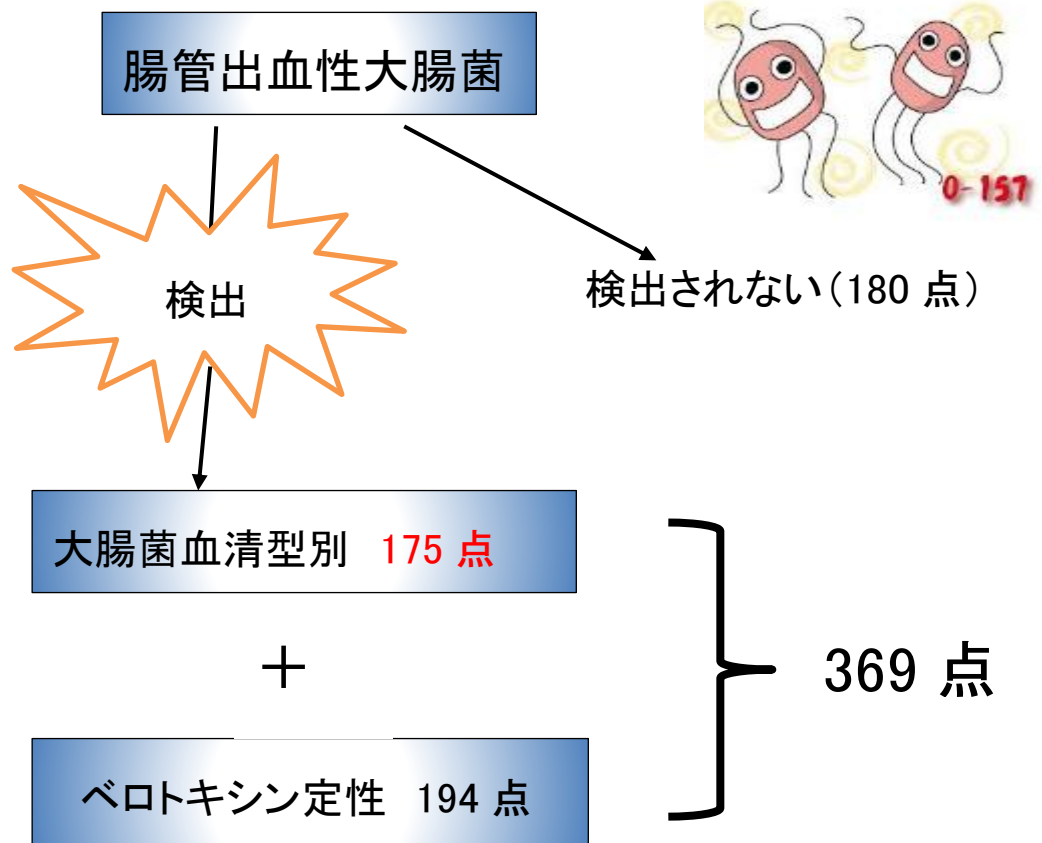 腸管出血性大腸菌
O-157
検出
検出されない（180 点）
大腸菌血清型別 175 点
＋
369 点
ベロトキシン定性 194 点